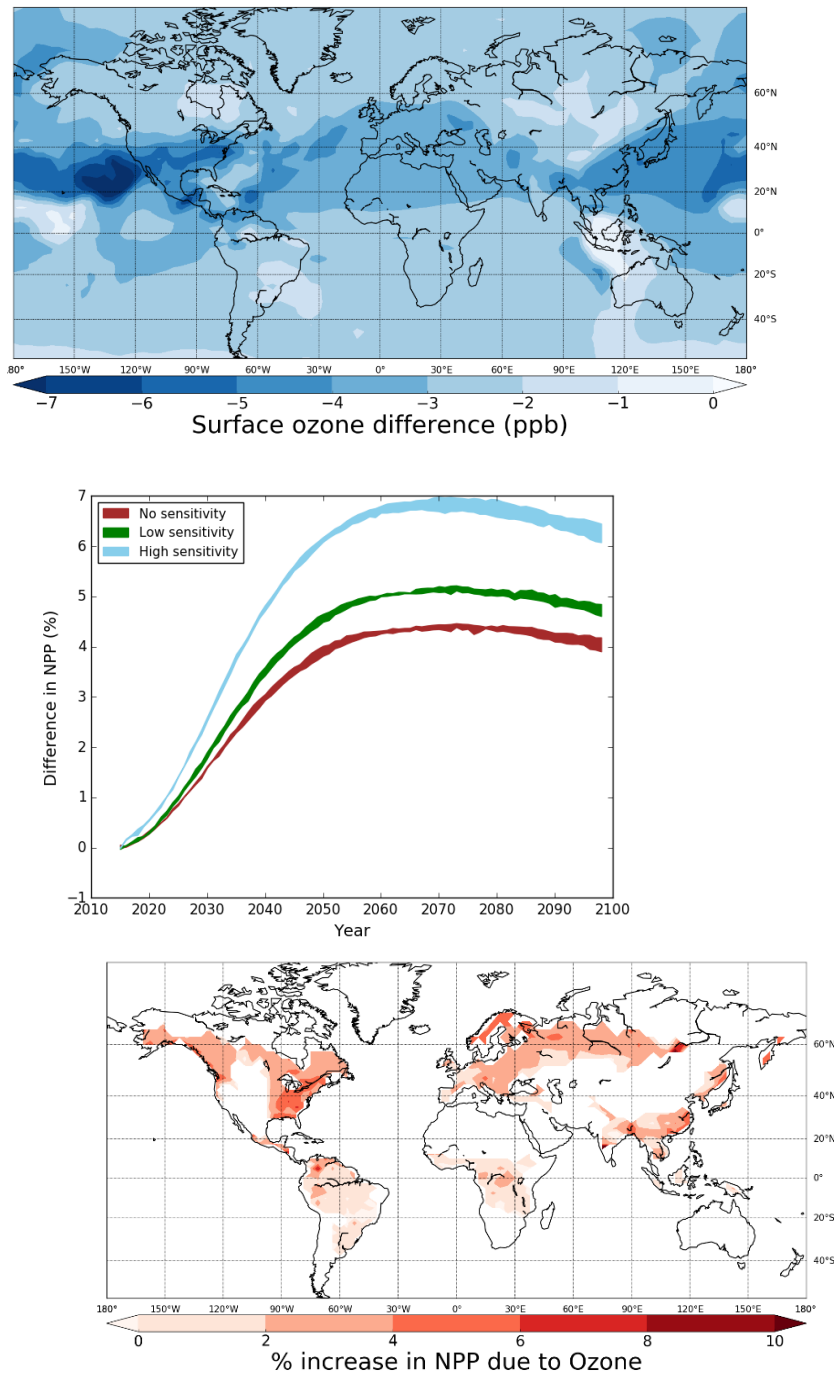 60°N
40°N
20°N
0°
20°S
40°S
.80° 150°W 120°W 90°W 60°W 30°W 0° 30°E 60°E 90°E 120°E 150°E 180°
−7 −6 −5 −4 −3 −2 −1 0
Surface ozone difference (ppb)
7
6
5
4
3
2
1
0
−1
No sensitivity
Low sensitivity
High sensitivity
Difference in NPP (%)
2010 2020 2030 2040 2050 2060 2070 2080 2090 2100
Year
60°N
40°N
20°N
0°
20°S
40°S
180° 150°W 120°W 90°W 60°W 30°W 0° 30°E 60°E 90°E 120°E 150°E 180°
0 2 4 6 8 10
% increase in NPP due to Ozone